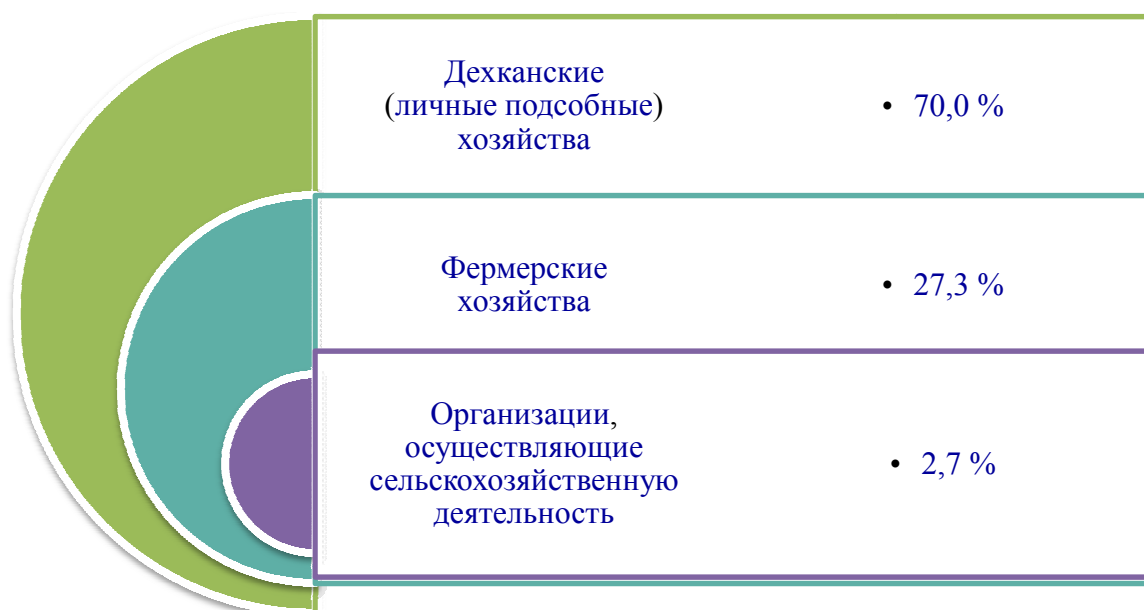 Дехканские
(личные подсобные)
хозяйства
• 70,0 %
Фермерские
хозяйства
• 27,3 %
Организации,
осуществляющие
сельскохозяйственную
деятельность
• 2,7 %